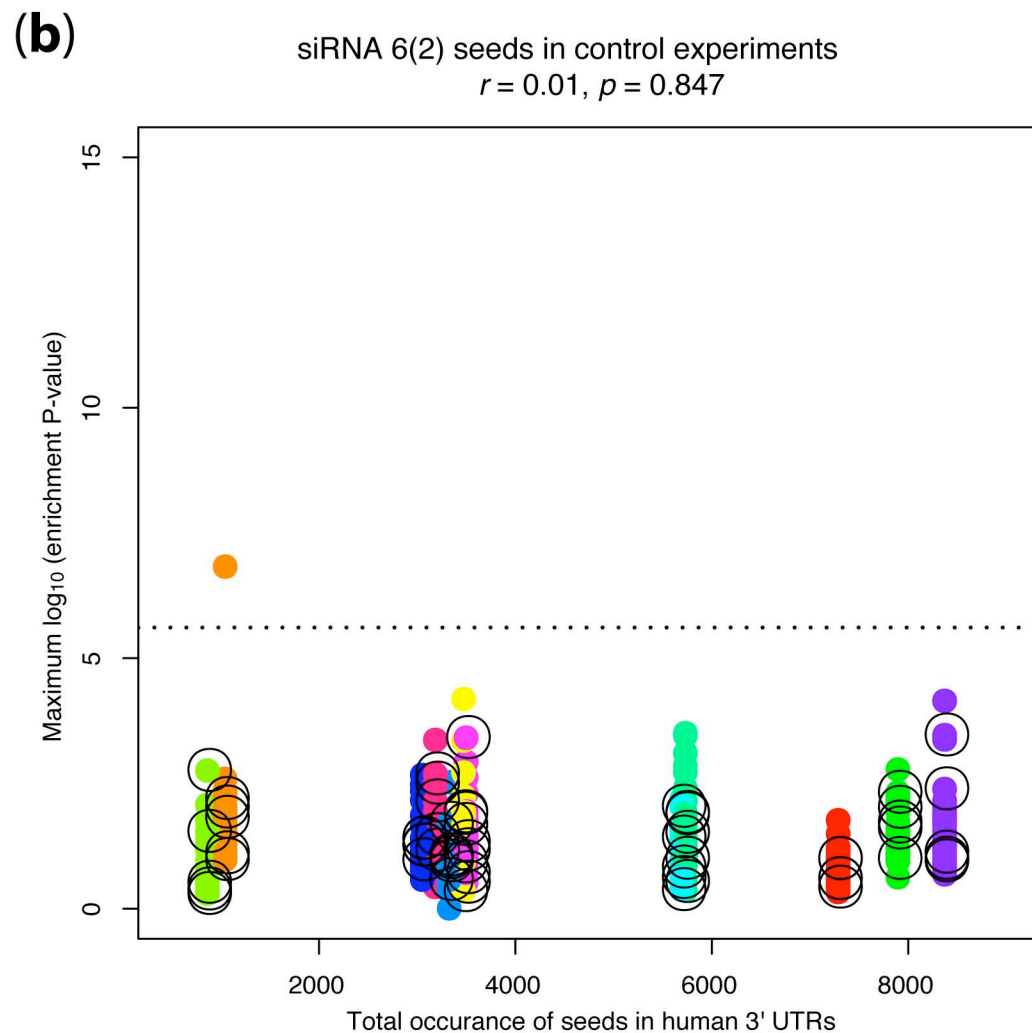 (b)
siRNA 6(2) seeds in control experiments
r = 0.01, p = 0.847
15
10
5
0
Maximum log10 (enrichment P-value)
2000 4000 6000 8000
Total occurance of seeds in human 3' UTRs